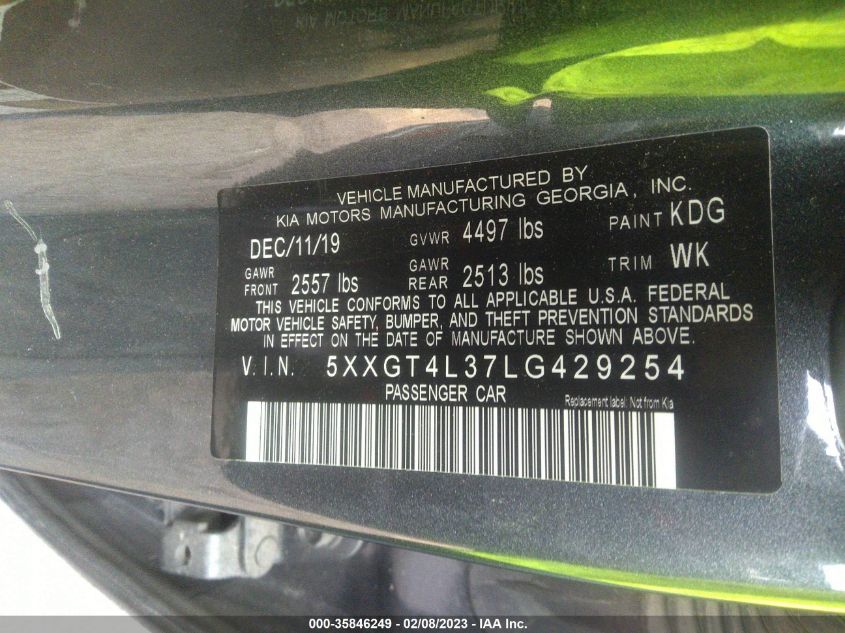 VEHICLE MANUFACTURED BY
KIA MOTORS MANUFACTURING GEORGIA, INC.
DEC/11/19 GVWR 4497 lbs PAINT KDG
GAWR FRONT 2557 lbs GAWR REAR 2513 lbs TRIM WK
THIS VEHICLE CONFORMS TO ALL APPLICABLE U.S.A. FEDERAL
MOTOR VEHICLE SAFETY, BUMPER, AND THEFT PREVENTION STANDARDS
IN EFFECT ON THE DATE OF MANUFACTURE SHOWN ABOVE.
V.I.N. 5XXGT4L37LG429254
PASSENGER CAR
Replacement label. Not from Kia
000-35846249 - 02/08/2023 - IAA Inc.